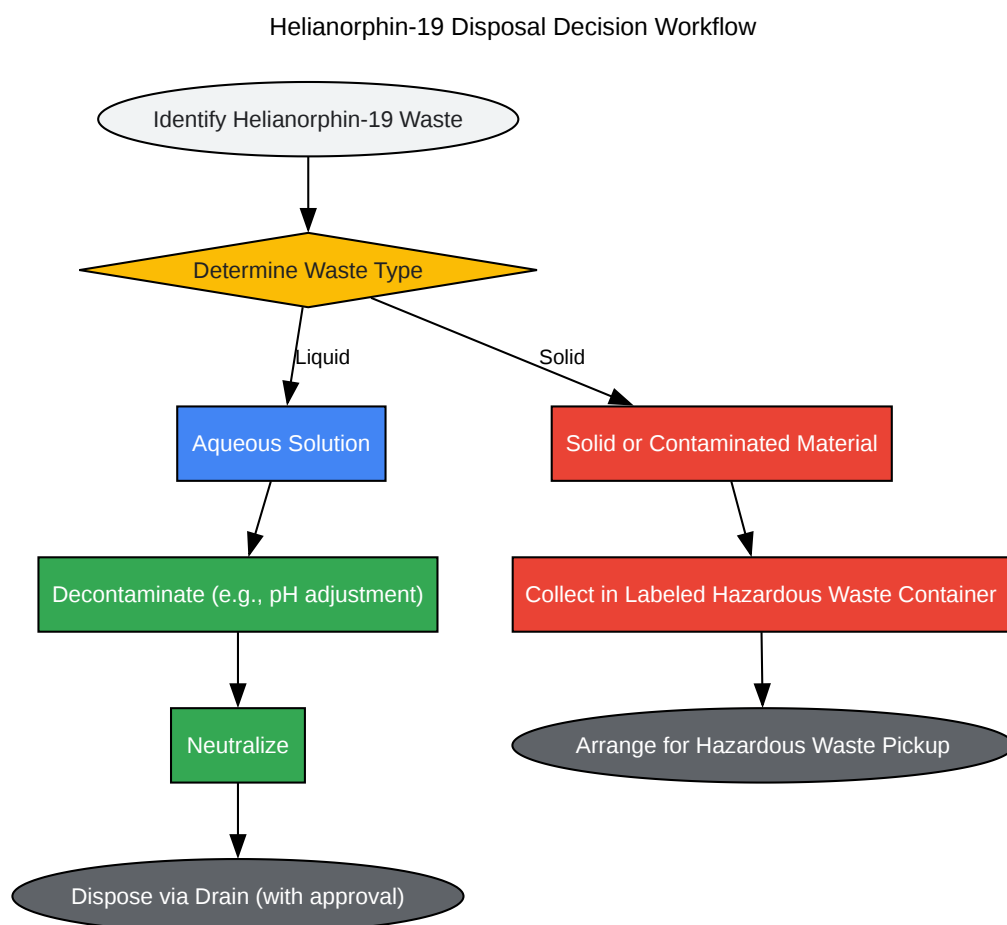 Helianorphin-19 Disposal Decision Workflow
Identify Helianorphin-19 Waste
Determine Waste Type
Liquid
Solid
Aqueous Solution
Solid or Contaminated Material
Decontaminate (e.g., pH adjustment)
Collect in Labeled Hazardous Waste Container
Neutralize
Arrange for Hazardous Waste Pickup
Dispose via Drain (with approval)